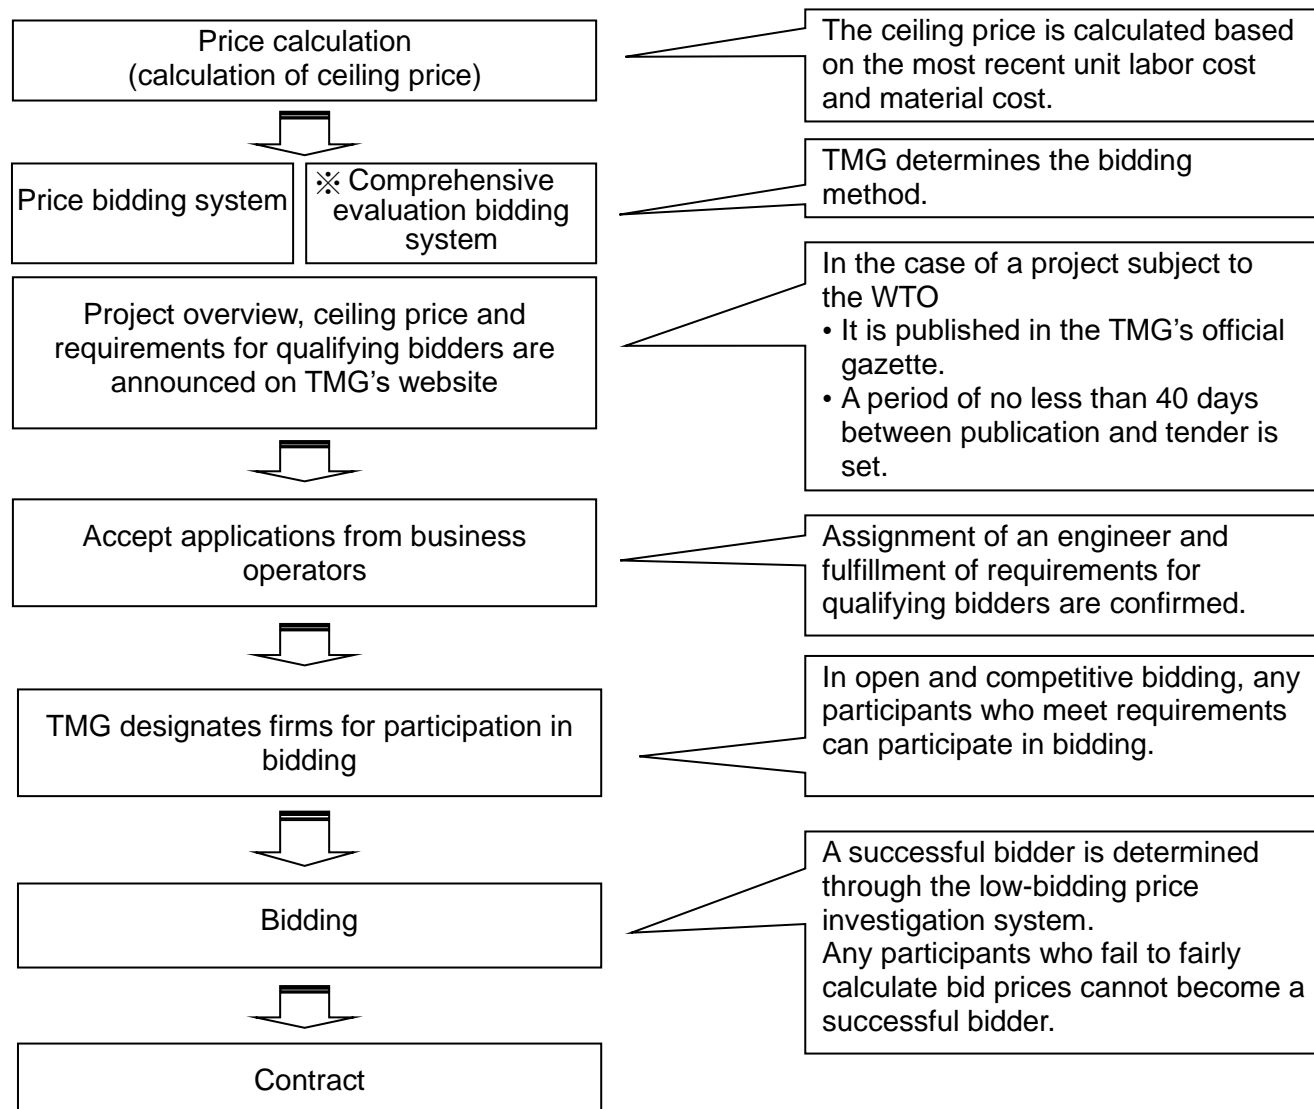 Price calculation
(calculation of ceiling price)
The ceiling price is calculated based
on the most recent unit labor cost
and material cost.
Price bidding system
※ Comprehensive
evaluation bidding
system
TMG determines the bidding
method.
Project overview, ceiling price and
requirements for qualifying bidders are
announced on TMG’s website
In the case of a project subject to
the WTO
• It is published in the TMG’s official
gazette.
• A period of no less than 40 days
between publication and tender is
set.
Accept applications from business
operators
Assignment of an engineer and
fulfillment of requirements for
qualifying bidders are confirmed.
TMG designates firms for participation in
bidding
In open and competitive bidding, any
participants who meet requirements
can participate in bidding.
Bidding
A successful bidder is determined
through the low-bidding price
investigation system.
Any participants who fail to fairly
calculate bid prices cannot become a
successful bidder.
Contract